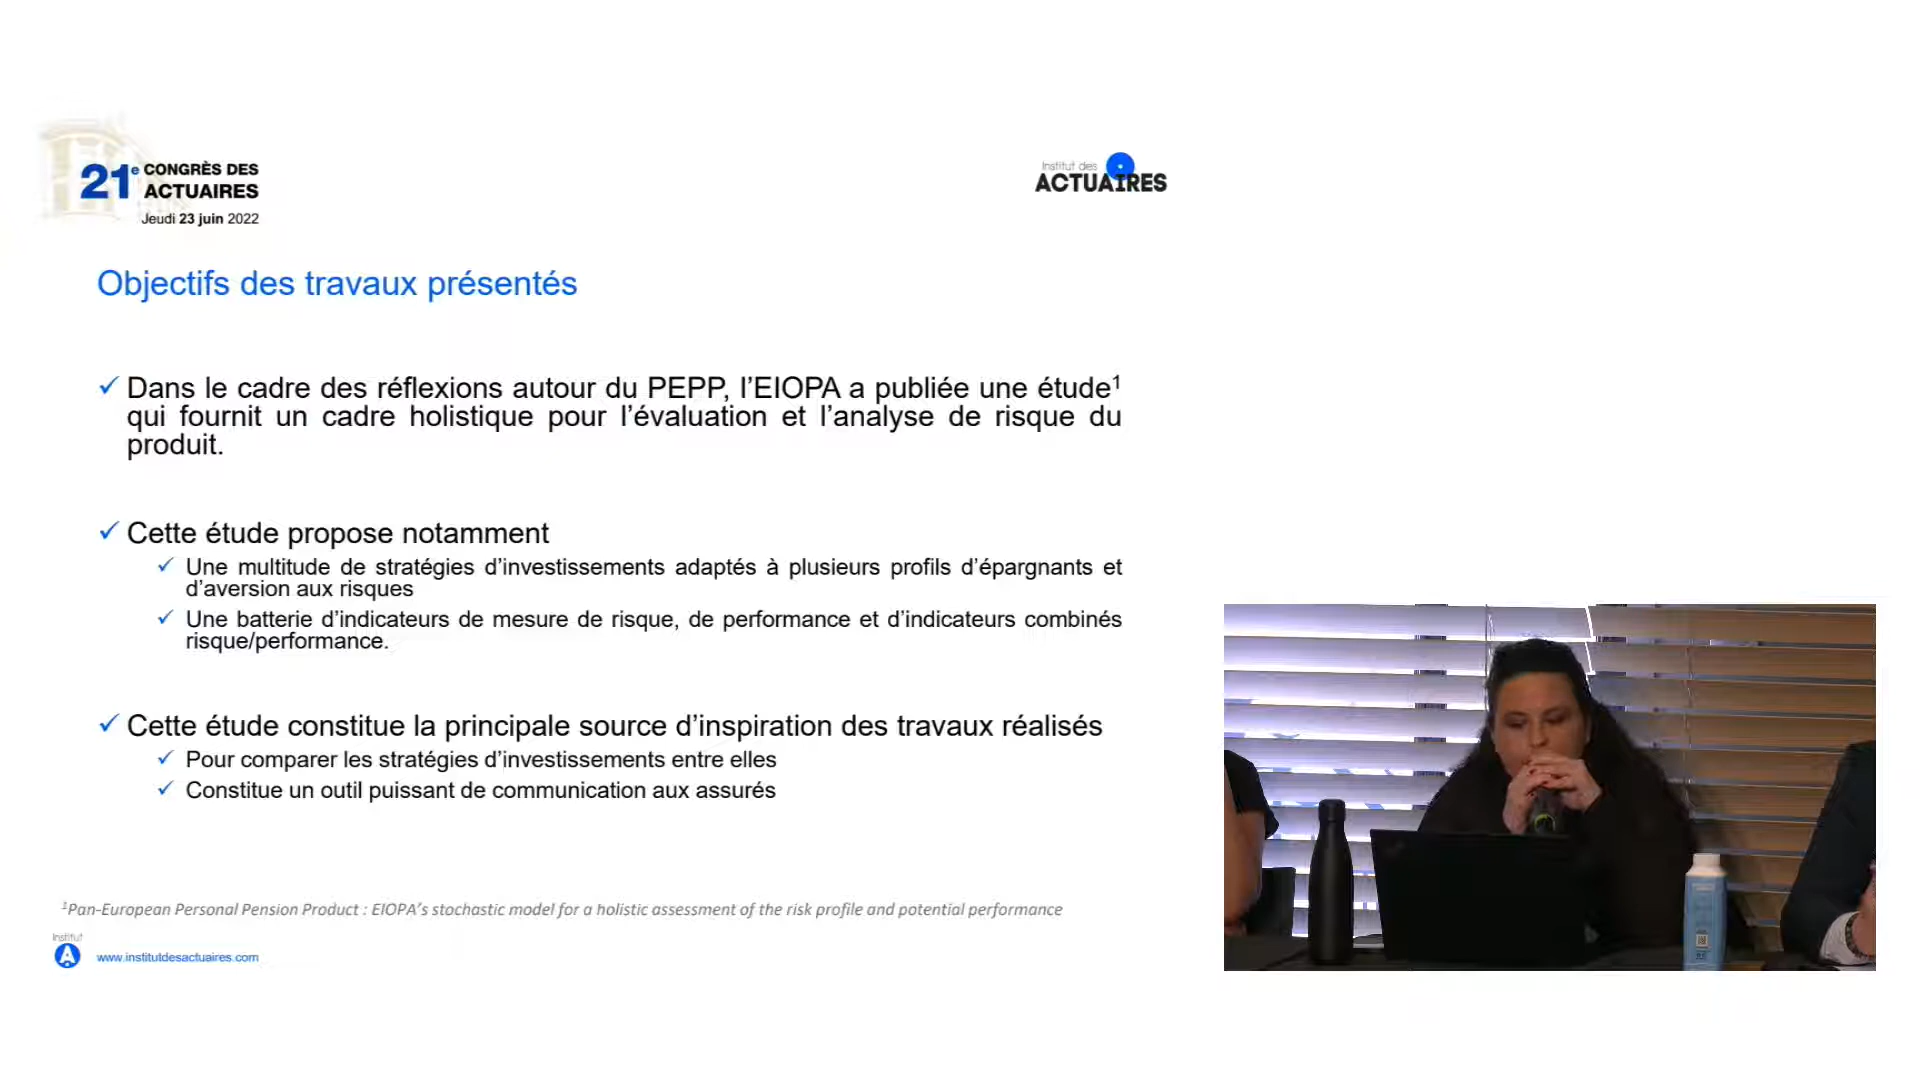 21e CONGRÈS DES
ACTUAIRES
Jeudi 23 juin 2022
Institut des
ACTUAIRES
Objectifs des travaux présentés
✓ Dans le cadre des réflexions autour du PEPP, l’EIOPA a publiée une étude¹
qui fournit un cadre holistique pour l’évaluation et l’analyse de risque du
produit.
✓ Cette étude propose notamment
✓ Une multitude de stratégies d’investissements adaptés à plusieurs profils d’épargnants et
d’aversion aux risques
✓ Une batterie d’indicateurs de mesure de risque, de performance et d’indicateurs combinés
risque/performance.
✓ Cette étude constitue la principale source d’inspiration des travaux réalisés
✓ Pour comparer les stratégies d’investissements entre elles
✓ Constitue un outil puissant de communication aux assurés
¹Pan-European Personal Pension Product : EIOPA’s stochastic model for a holistic assessment of the risk profile and potential performance
Institut
A
www.institutdesactuaires.com